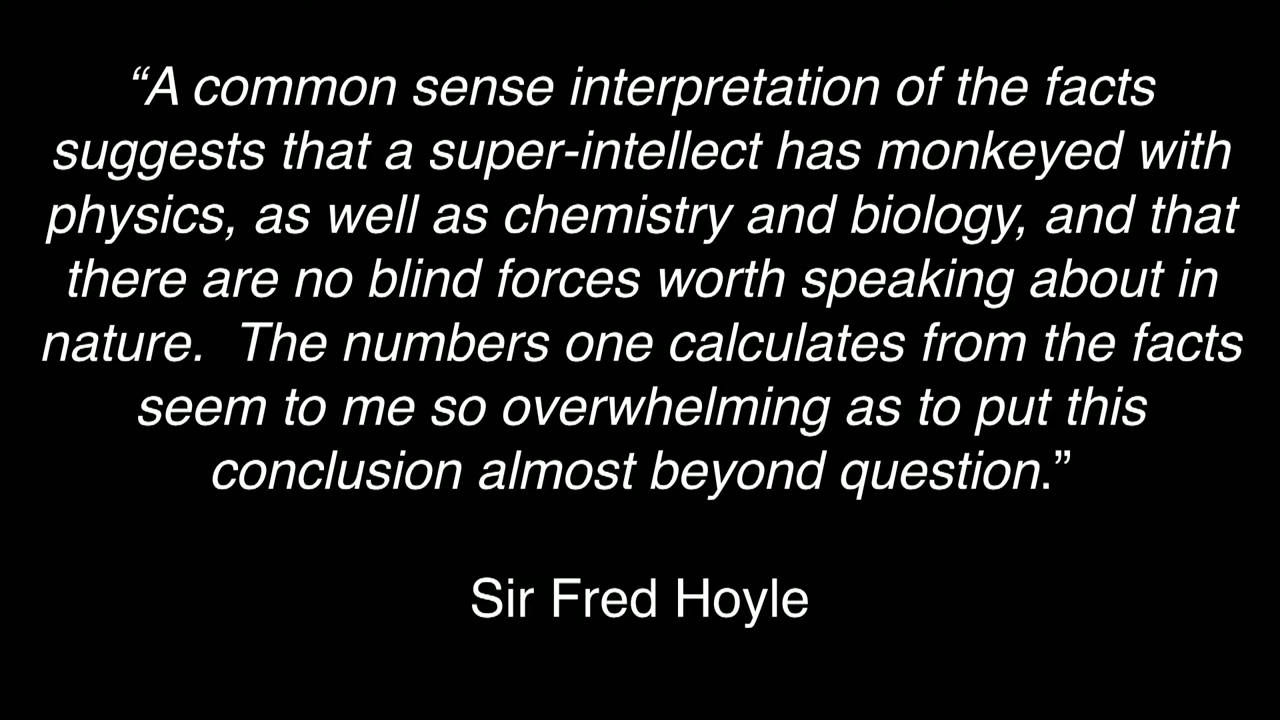 “A common sense interpretation of the facts
suggests that a super-intellect has monkeyed with
physics, as well as chemistry and biology, and that
there are no blind forces worth speaking about in
nature.  The numbers one calculates from the facts
seem to me so overwhelming as to put this
conclusion almost beyond question.”
Sir Fred Hoyle